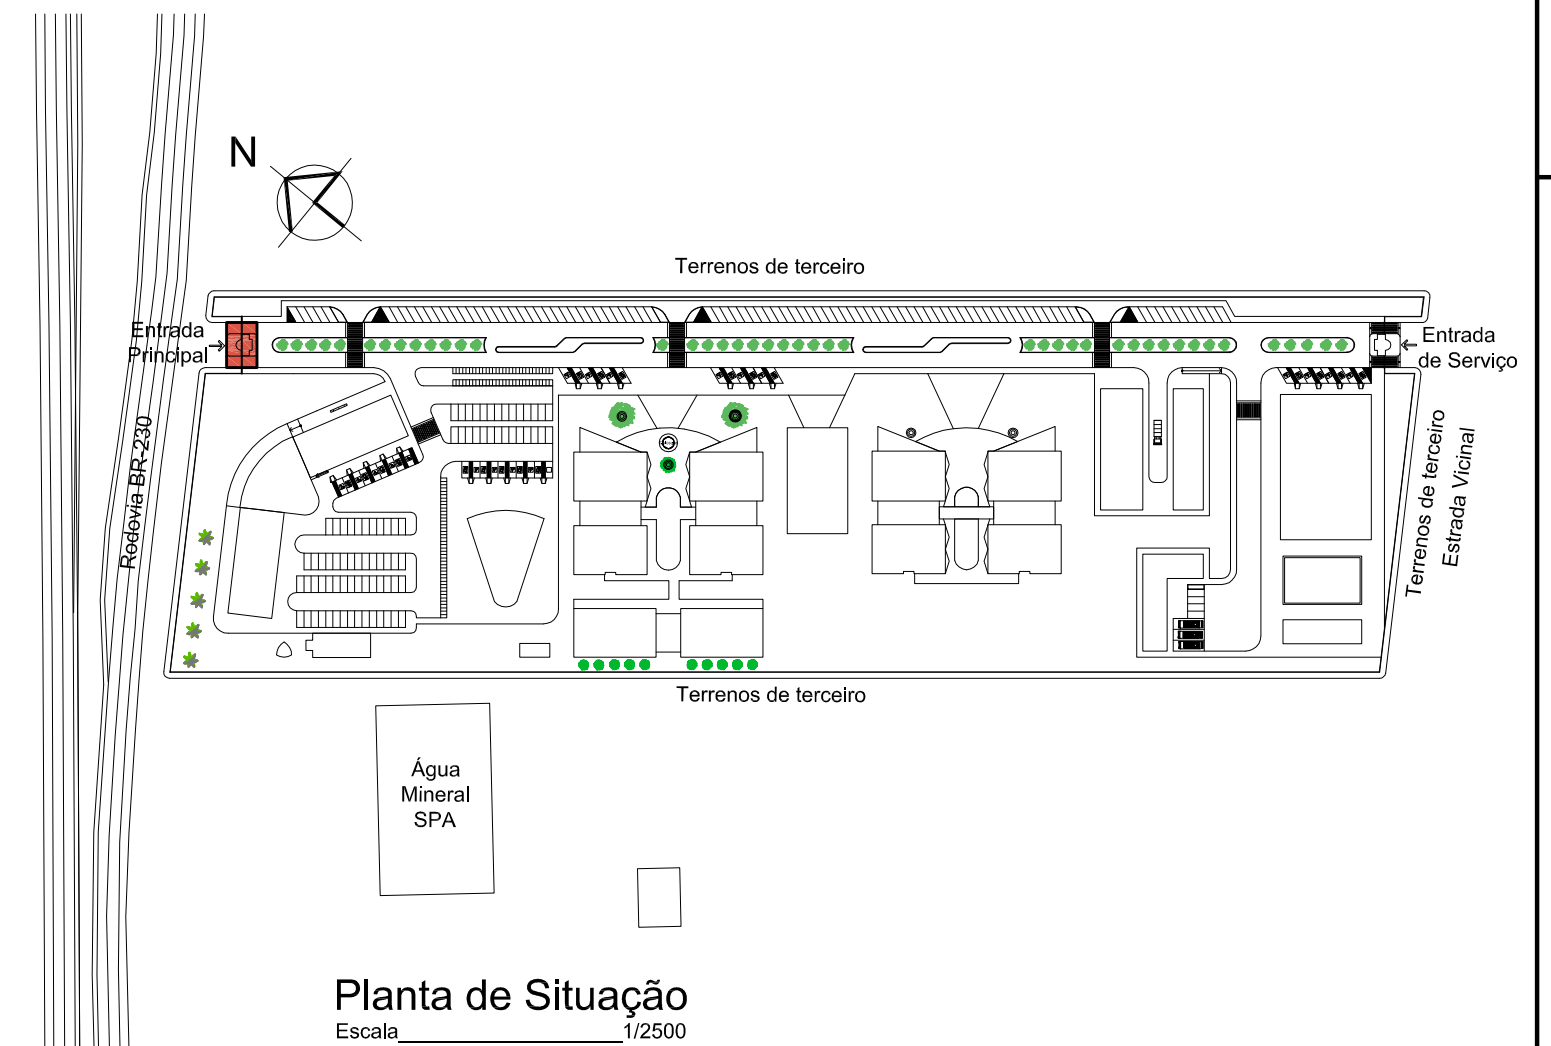 N
Terrenos de terceiro
Entrada
Principal
Entrada
de Serviço
Rodovia BR-230
Terrenos de terceiro
Estrada Vicinal
Terrenos de terceiro
Água
Mineral
SPA
Planta de Situação
Escala 1/2500